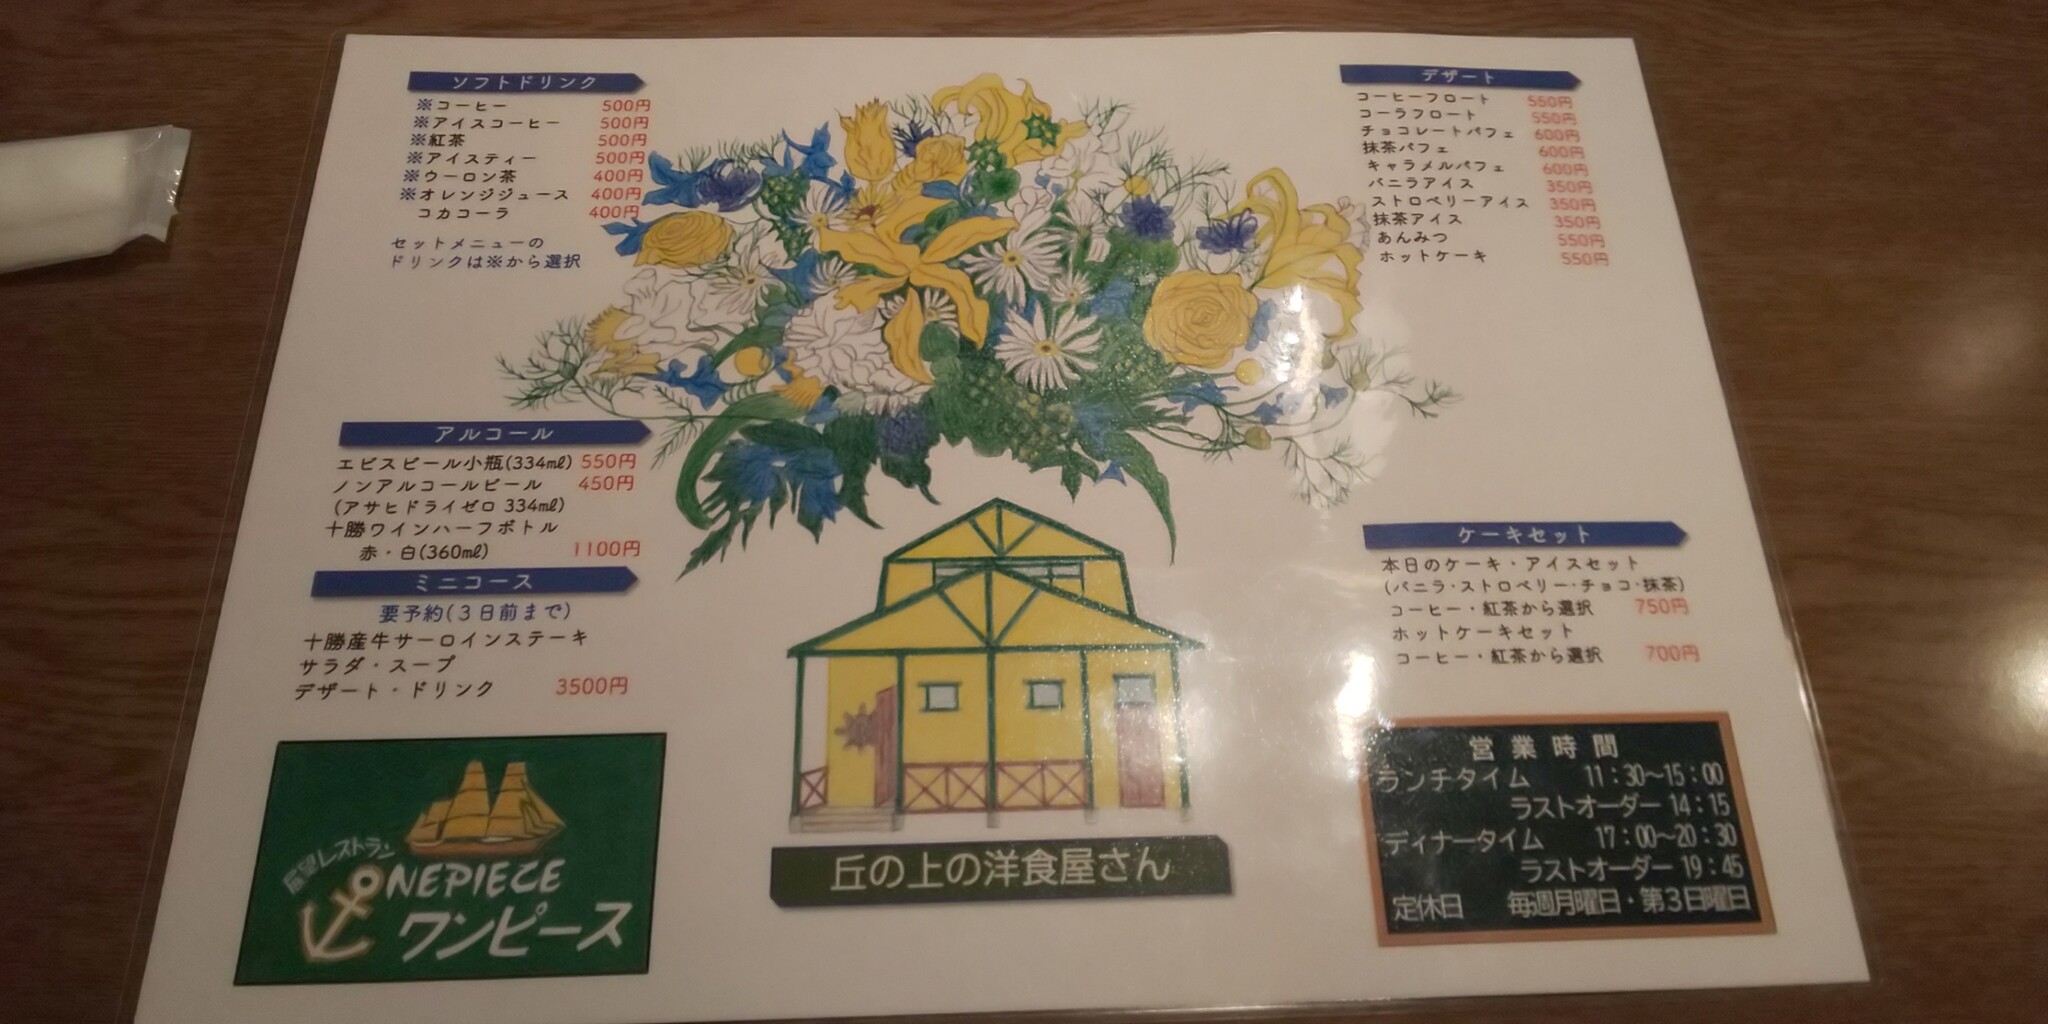 ソフトドリンク
※コーヒー 500円
※アイスコーヒー 500円
※紅茶 500円
※アイスティー 500円
※ウーロン茶 400円
※オレンジジュース 400円
コカコーラ 400円
セットメニューの
ドリンクは※から選択
アルコール
エビスビール小瓶(334㎖) 550円
ノンアルコールビール 450円
(アサヒドライゼロ 334㎖)
十勝ワインハーフボトル
赤・白(360㎖) 1100円
ミニコース
要予約(3日前まで)
十勝産牛サーロインステーキ
サラダ・スープ
デザート・ドリンク 3500円
展望レストラン
ONEPIECE
ワンピース
丘の上の洋食屋さん
デザート
コーヒーフロート 550円
コーラフロート 550円
チョコレートパフェ 600円
抹茶パフェ 600円
キャラメルパフェ 600円
バニラアイス 350円
ストロベリーアイス 350円
抹茶アイス 350円
あんみつ 550円
ホットケーキ 550円
ケーキセット
本日のケーキ・アイスセット
(バニラ・ストロベリー・チョコ・抹茶)
コーヒー・紅茶から選択 750円
ホットケーキセット
コーヒー・紅茶から選択 700円
営業時間
ランチタイム 11:30〜15:00
ラストオーダー 14:15
ディナータイム 17:00〜20:30
ラストオーダー 19:45
定休日 毎週月曜日・第3日曜日